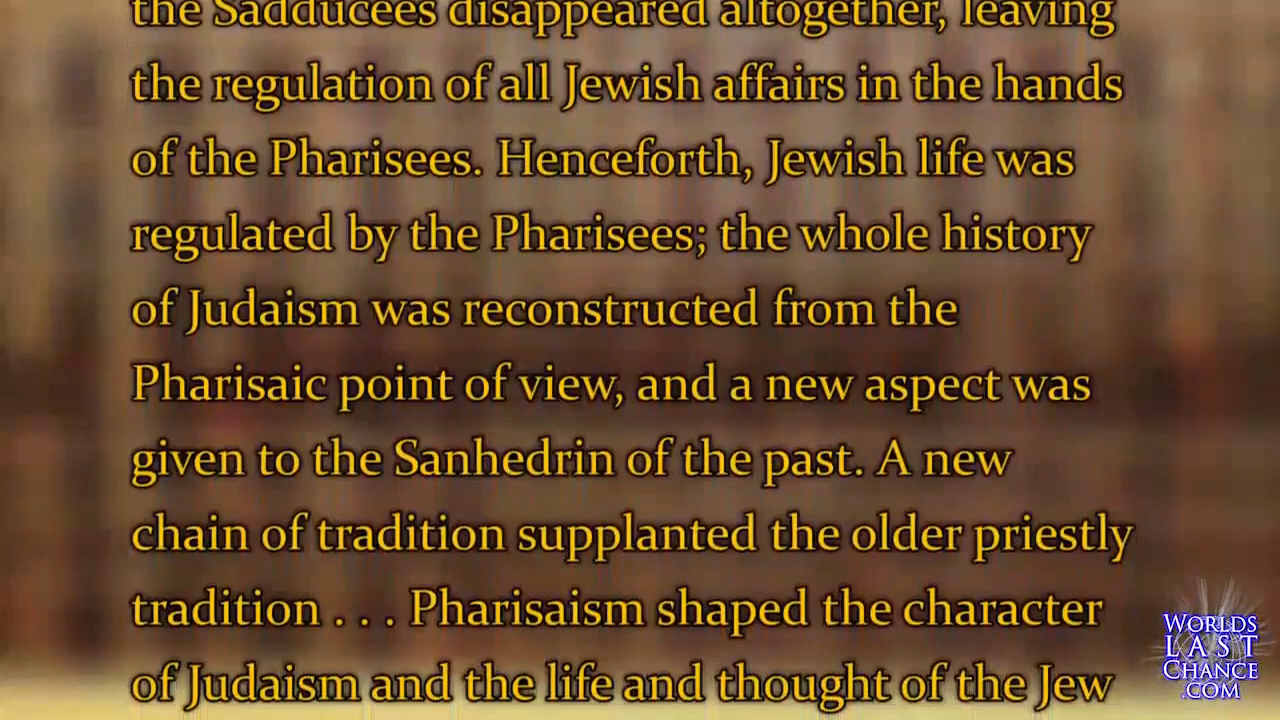 the Sadducees disappeared altogether, leaving
the regulation of all Jewish affairs in the hands
of the Pharisees. Henceforth, Jewish life was
regulated by the Pharisees; the whole history
of Judaism was reconstructed from the
Pharisaic point of view, and a new aspect was
given to the Sanhedrin of the past. A new
chain of tradition supplanted the older priestly
tradition . . . Pharisaism shaped the character
of Judaism and the life and thought of the Jew
WORLDS
LAST
CHANCE
.COM